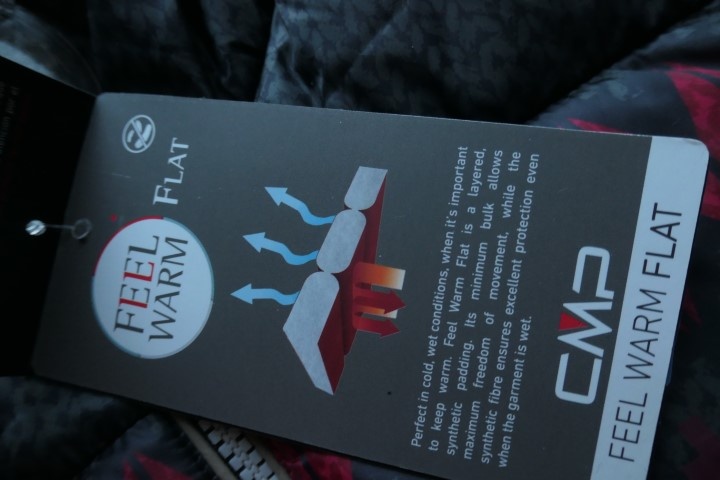 FEEL
WARM
FLAT
Perfect in cold, wet conditions, when it's important
to keep warm. Feel Warm Flat is a layered,
synthetic padding. Its minimum bulk allows
maximum freedom of movement, while the
synthetic fibre ensures excellent protection even
when the garment is wet.
CMP
FEEL WARM FLAT